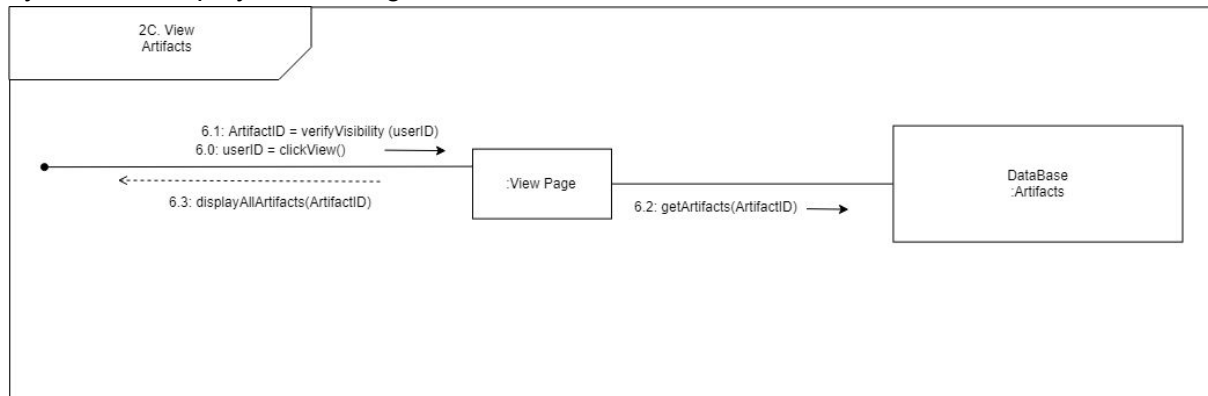 2C. View
Artifacts
6.1: ArtifactID = verifyVisibility (userID)
6.0: userID = clickView()
6.3: displayAllArtifacts(ArtifactID)
:View Page
6.2: getArtifacts(ArtifactID)
DataBase
:Artifacts